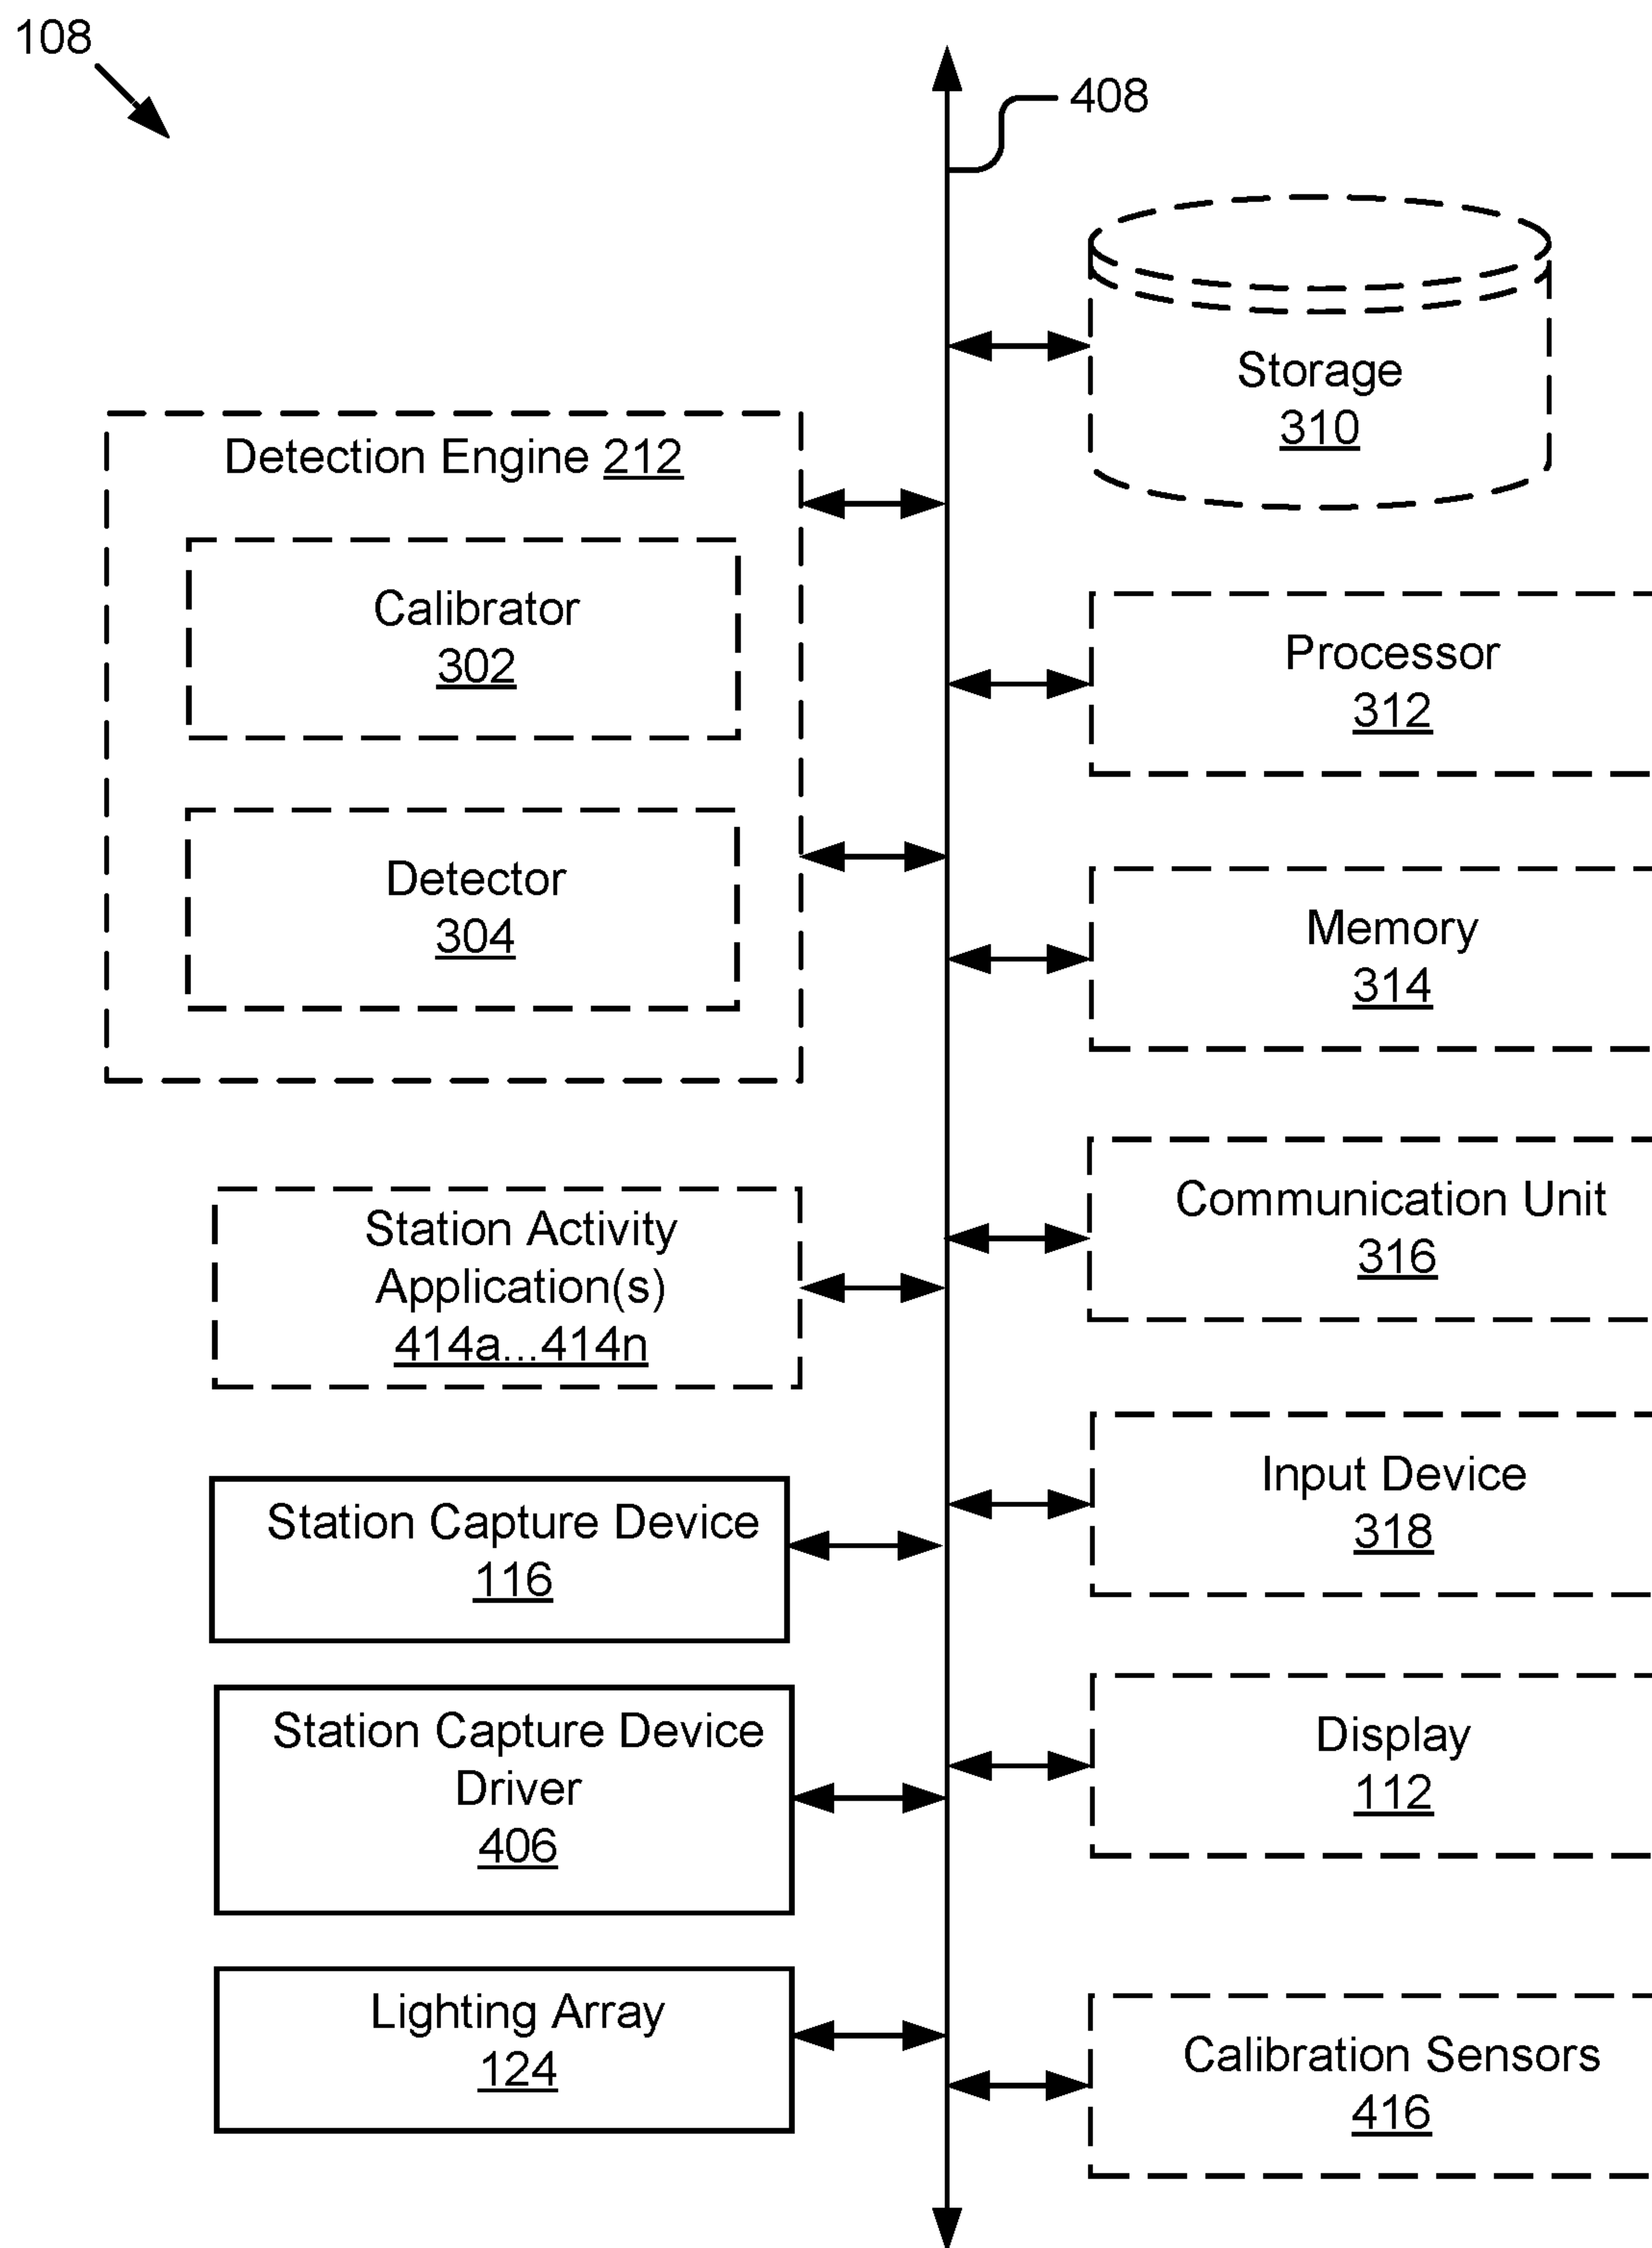 108
408
Storage
310
Detection Engine 212
Calibrator
302
Detector
304
Processor
312
Memory
314
Communication Unit
316
Station Activity
Application(s)
414a...414n
Input Device
318
Station Capture Device
116
Station Capture Device
Driver
406
Display
112
Lighting Array
124
Calibration Sensors
416